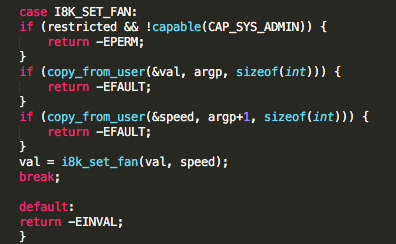 case I8K_SET_FAN:
if (restricted && !capable(CAP_SYS_ADMIN)) {
    return -EPERM;
}
if (copy_from_user(&val, argp, sizeof(int))) {
    return -EFAULT;
}
if (copy_from_user(&speed, argp+1, sizeof(int))) {
    return -EFAULT;
}
val = i8k_set_fan(val, speed);
break;

default:
return -EINVAL;
}